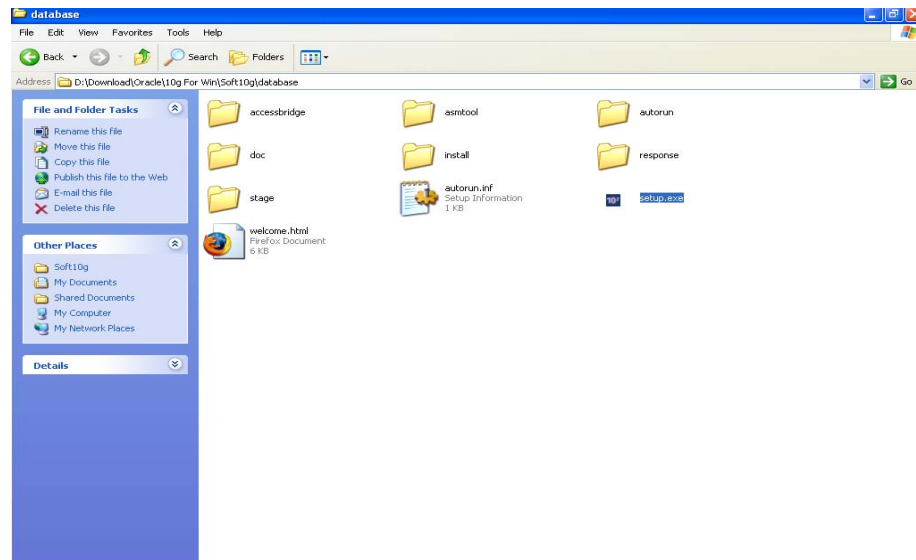 database
File Edit View Favorites Tools Help
Back Search Folders
Address D:\Download\Oracle\10g For Win\Soft10g\database Go
File and Folder Tasks
Rename this file
Move this file
Copy this file
Publish this file to the Web
E-mail this file
Delete this file
Other Places
Soft10g
My Documents
Shared Documents
My Computer
My Network Places
Details
accessbridge asmtool autorun
doc install response
stage autorun.inf setup.exe
Setup Information
1 KB
welcome.html
Firefox Document
6 KB